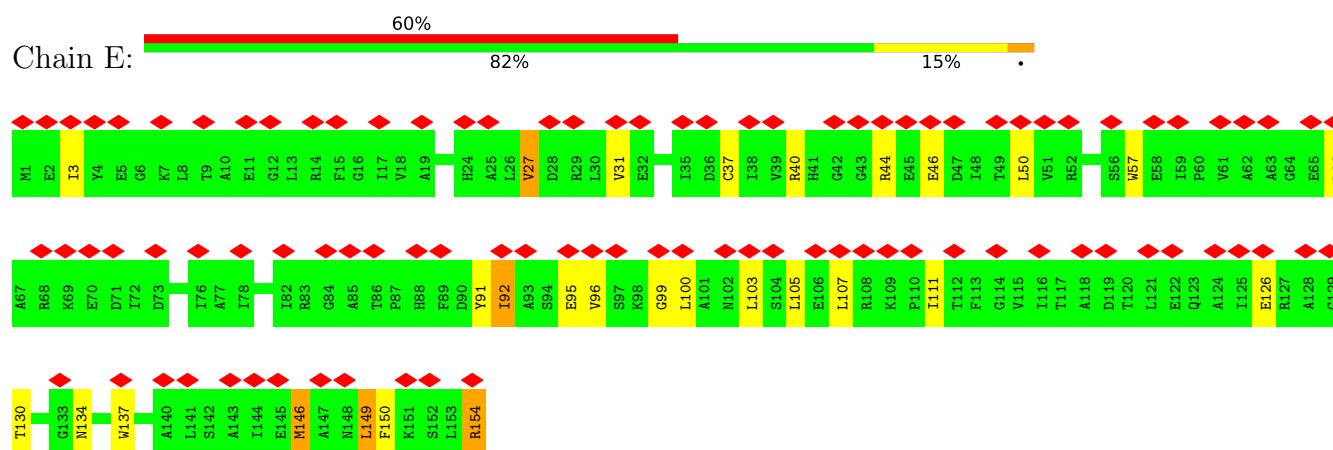 60%
Chain E:
82% 15% •
M1 E2 I3 Y4 E5 G6 K7 L8 T9 A10 E11 G12 L13 R14 F15 G16 I17 V18 A19 H24 A25 L26 V27 D28 R29 L30 V31 E32 I35 D36 C37 I38 V39 R40 H41 G42 G43 R44 E45 E46 D47 I48 T49 L50 V51 R52 S56 W57 E58 I59 P60 V61 A62 A63 G64 E65
A67 R68 K69 E70 D71 I72 D73 I76 A77 I78 I82 R83 G84 A85 T86 P87 H88 F89 D90 Y91 I92 A93 S94 E95 V96 S97 K98 G99 L100 A101 N102 L103 S104 L105 E106 L107 R108 K109 P110 I111 T112 F113 G114 V115 I116 T117 A118 D119 T120 L121 E122 Q123 A124 I125 E126 R127 A128
T130 G133 N134 W137 A140 L141 S142 A143 I144 E145 M146 A147 N148 L149 F150 K151 S152 L153 R154